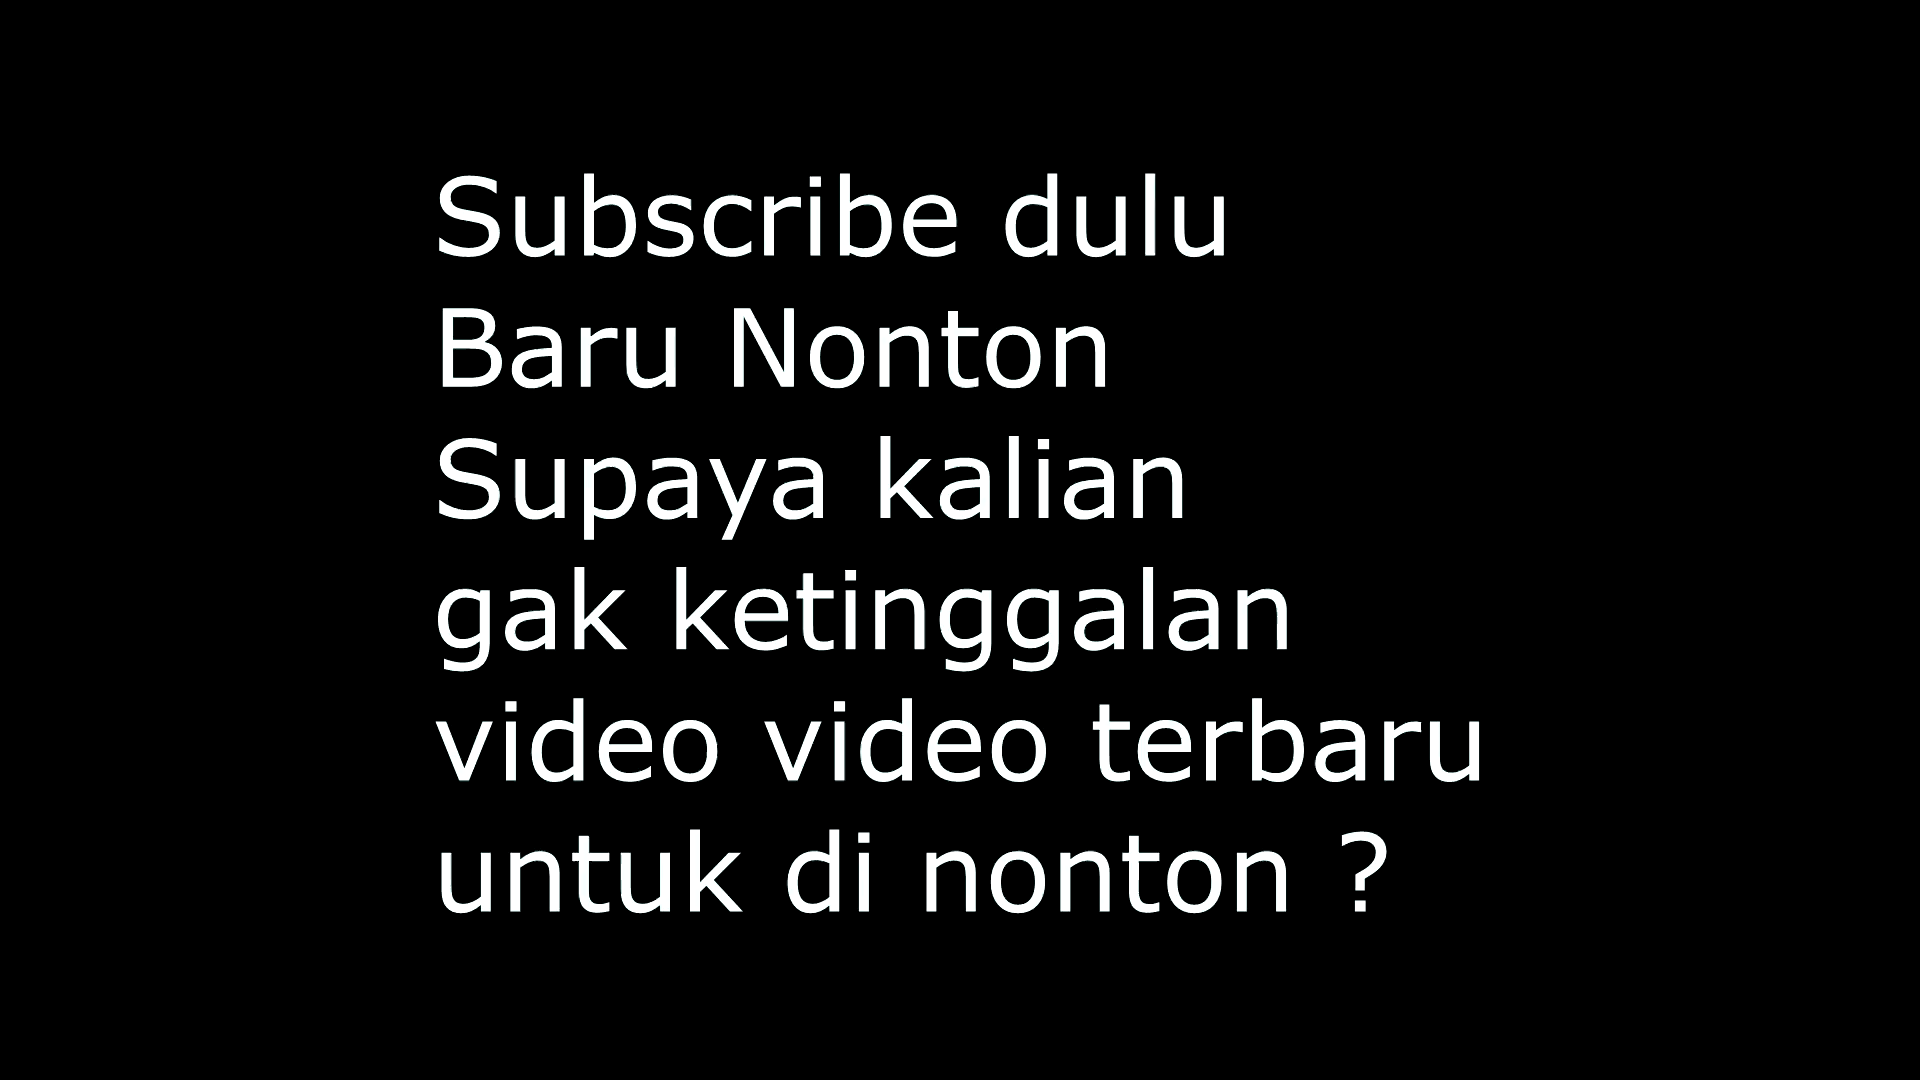 Subscribe dulu
Baru Nonton
Supaya kalian
gak ketinggalan
video video terbaru
untuk di nonton ?